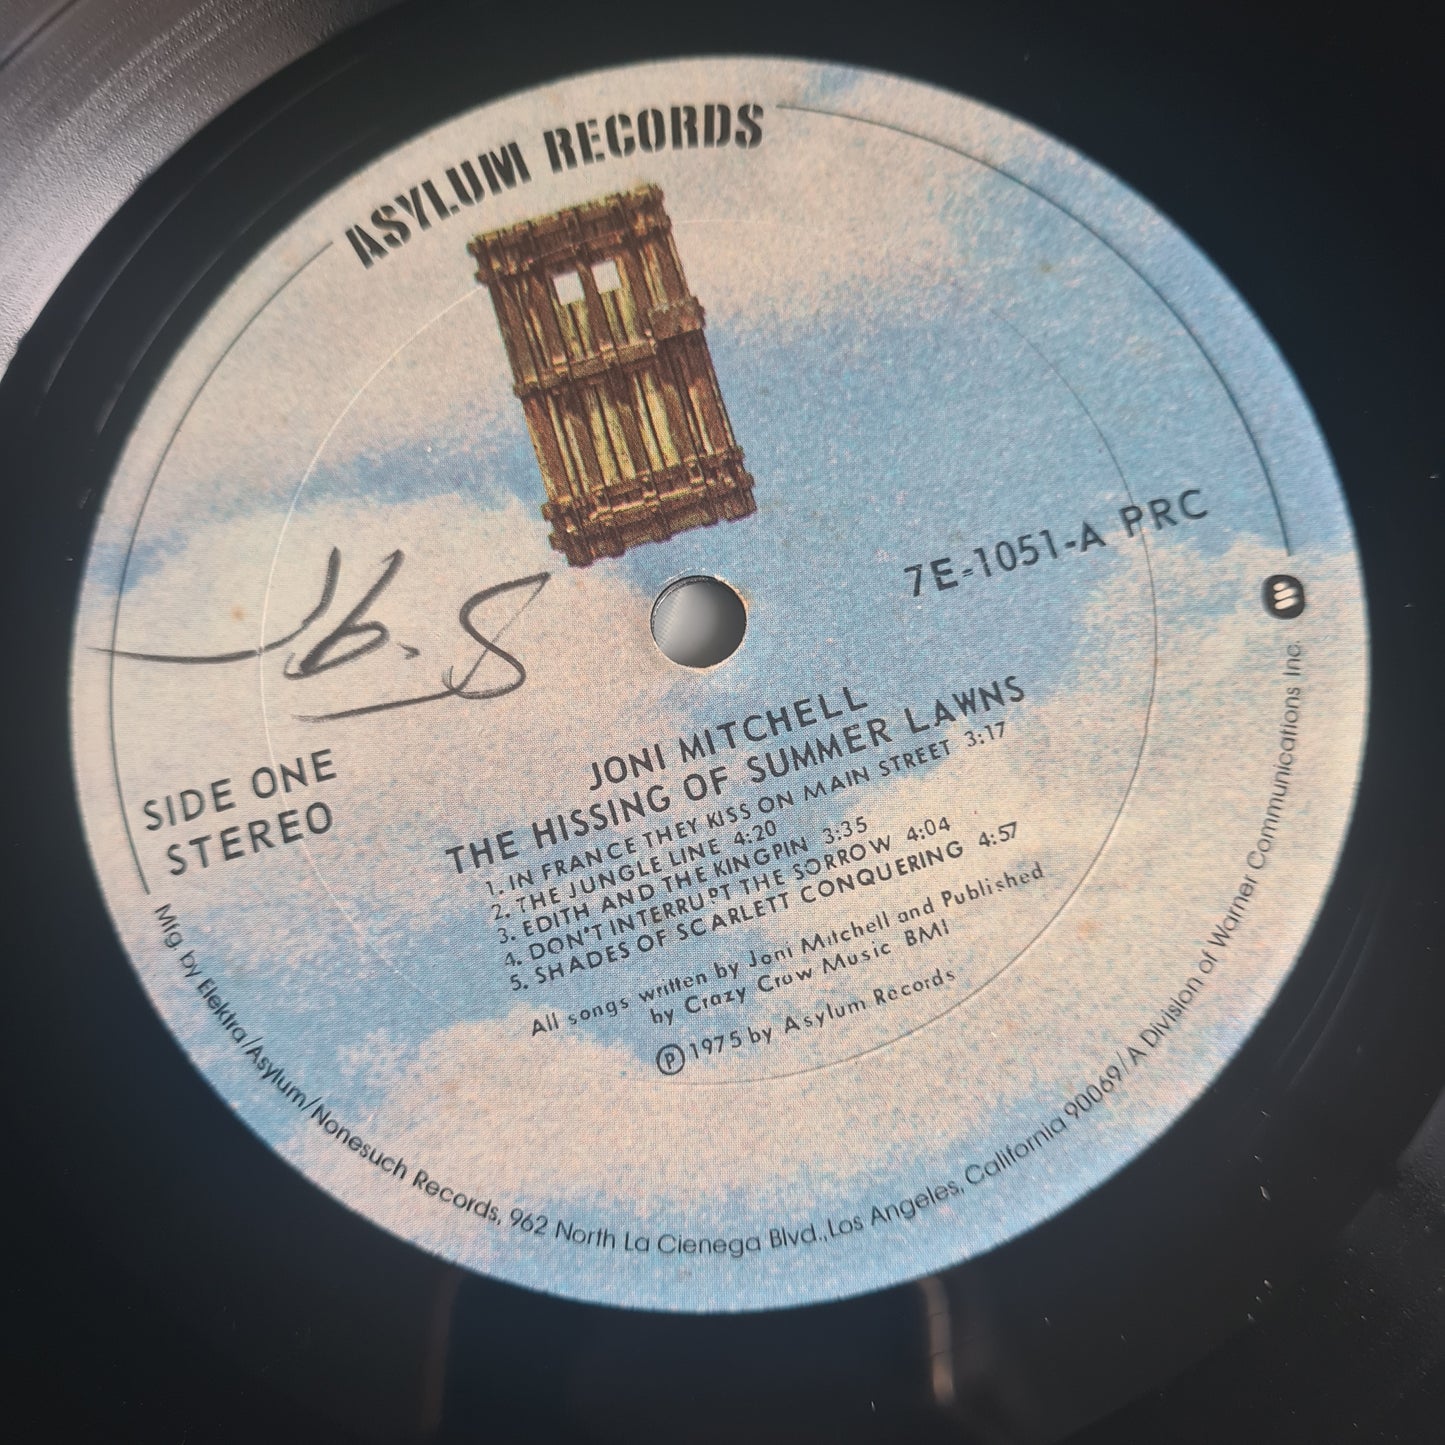 ASYLUM RECORDS
7E-1051-A PRC
SIDE ONE
STEREO
JONI MITCHELL
THE HISSING OF SUMMER LAWNS
1. IN FRANCE THEY KISS ON MAIN STREET 3:17
2. THE JUNGLE LINE 4:20
3. EDITH AND THE KINGPIN 3:35
4. DON'T INTERRUPT THE SORROW 4:04
5. SHADES OF SCARLETT CONQUERING 4:57
All songs written by Joni Mitchell and Published
by Crazy Crow Music BMI
Ⓟ 1975 by Asylum Records
Mfg by Elektra/Asylum/Nonesuch Records, 962 North La Cienega Blvd., Los Angeles, California 90069/A Division of Warner Communications Inc.